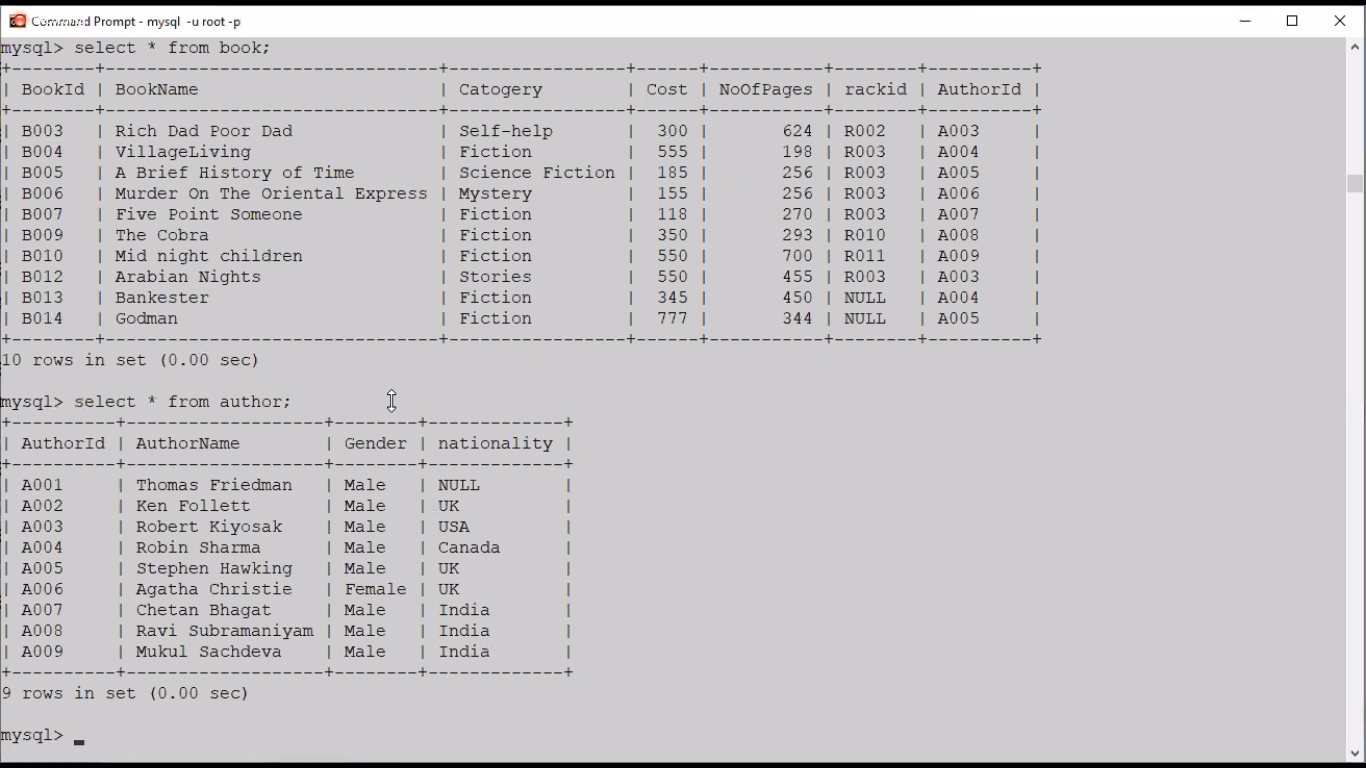 Command Prompt - mysql -u root -p
mysql> select * from book;
+--------+--------------------------------+-----------------+------+-----------+--------+----------+
| BookId | BookName                       | Catogery        | Cost | NoOfPages | rackid | AuthorId |
+--------+--------------------------------+-----------------+------+-----------+--------+----------+
| B003   | Rich Dad Poor Dad              | Self-help       |  300 |       624 | R002   | A003     |
| B004   | VillageLiving                  | Fiction         |  555 |       198 | R003   | A004     |
| B005   | A Brief History of Time        | Science Fiction |  185 |       256 | R003   | A005     |
| B006   | Murder On The Oriental Express | Mystery         |  155 |       256 | R003   | A006     |
| B007   | Five Point Someone             | Fiction         |  118 |       270 | R003   | A007     |
| B009   | The Cobra                      | Fiction         |  350 |       293 | R010   | A008     |
| B010   | Mid night children             | Fiction         |  550 |       700 | R011   | A009     |
| B012   | Arabian Nights                 | Stories         |  550 |       455 | R003   | A003     |
| B013   | Bankester                      | Fiction         |  345 |       450 | NULL   | A004     |
| B014   | Godman                         | Fiction         |  777 |       344 | NULL   | A005     |
+--------+--------------------------------+-----------------+------+-----------+--------+----------+
10 rows in set (0.00 sec)
mysql> select * from author;
+----------+-------------------+--------+-------------+
| AuthorId | AuthorName        | Gender | nationality |
+----------+-------------------+--------+-------------+
| A001     | Thomas Friedman   | Male   | NULL        |
| A002     | Ken Follett       | Male   | UK          |
| A003     | Robert Kiyosak    | Male   | USA         |
| A004     | Robin Sharma      | Male   | Canada      |
| A005     | Stephen Hawking   | Male   | UK          |
| A006     | Agatha Christie   | Female | UK          |
| A007     | Chetan Bhagat     | Male   | India       |
| A008     | Ravi Subramaniyam | Male   | India       |
| A009     | Mukul Sachdeva    | Male   | India       |
+----------+-------------------+--------+-------------+
9 rows in set (0.00 sec)
mysql>